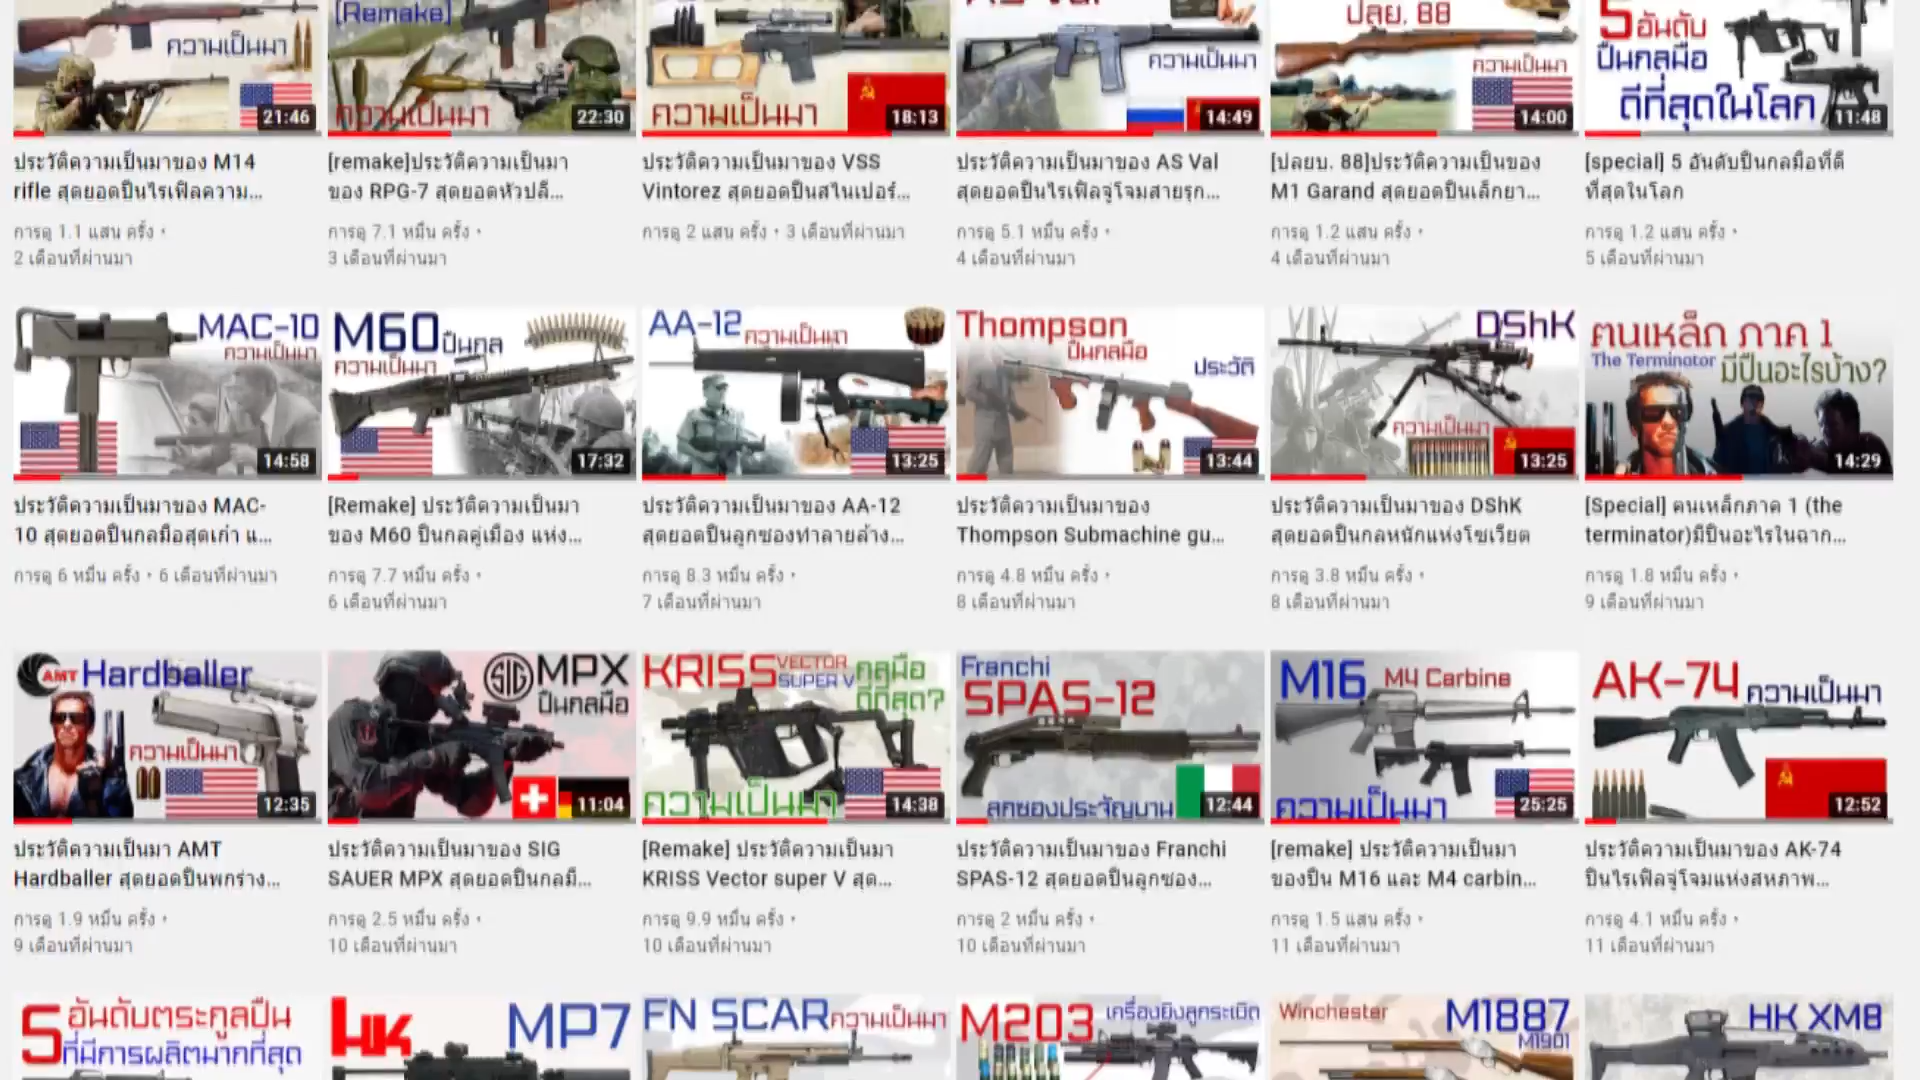 ความเป็นมา
21:46
[Remake]
ความเป็นมา
22:30
ความเป็นมา
18:13
AS Val
ความเป็นมา
14:49
ปลย. 88
ความเป็นมา
14:00
5 อันดับ
ปืนกลมือ
ดีที่สุดในโลก
11:48
ประวัติความเป็นมาของ M14
rifle สุดยอดปืนไรเฟิลความ...
การดู 1.1 แสน ครั้ง •
2 เดือนที่ผ่านมา
[remake]ประวัติความเป็นมา
ของ RPG-7 สุดยอดหัวปลี...
การดู 7.1 หมื่น ครั้ง •
3 เดือนที่ผ่านมา
ประวัติความเป็นมาของ VSS
Vintorez สุดยอดปืนสไนเปอร์...
การดู 2 แสน ครั้ง • 3 เดือนที่ผ่านมา
ประวัติความเป็นมาของ AS Val
สุดยอดปืนไรเฟิลจู่โจมสายรุก...
การดู 5.1 หมื่น ครั้ง •
4 เดือนที่ผ่านมา
[ปลยบ. 88]ประวัติความเป็นของ
M1 Garand สุดยอดปืนเล็กยา...
การดู 1.2 แสน ครั้ง •
4 เดือนที่ผ่านมา
[special] 5 อันดับปืนกลมือที่ดี
ที่สุดในโลก
การดู 1.2 แสน ครั้ง •
5 เดือนที่ผ่านมา
MAC-10
ความเป็นมา
14:58
M60 ปืนกล
ความเป็นมา
17:32
AA-12 ความเป็นมา
13:25
Thompson
ปืนกลมือ
ประวัติ
13:44
DShK
ความเป็นมา
13:25
คนเหล็ก ภาค 1
The Terminator มีปืนอะไรบ้าง?
14:29
ประวัติความเป็นมาของ MAC-
10 สุดยอดปืนกลมือสุดเก่า แ...
การดู 6 หมื่น ครั้ง • 6 เดือนที่ผ่านมา
[Remake] ประวัติความเป็นมา
ของ M60 ปืนกลคู่เมือง แห่ง...
การดู 7.7 หมื่น ครั้ง •
6 เดือนที่ผ่านมา
ประวัติความเป็นมาของ AA-12
สุดยอดปืนลูกซองทำลายล้าง...
การดู 8.3 หมื่น ครั้ง •
7 เดือนที่ผ่านมา
ประวัติความเป็นมาของ
Thompson Submachine gu...
การดู 4.8 หมื่น ครั้ง •
8 เดือนที่ผ่านมา
ประวัติความเป็นมาของ DShK
สุดยอดปืนกลหนักแห่งโซเวียต
การดู 3.8 หมื่น ครั้ง •
8 เดือนที่ผ่านมา
[Special] คนเหล็กภาค 1 (the
terminator)มีปืนอะไรในฉาก...
การดู 1.8 หมื่น ครั้ง •
9 เดือนที่ผ่านมา
AMT Hardballer
ความเป็นมา
12:35
SIG MPX
ปืนกลมือ
11:04
KRISS VECTOR SUPER V กลมือ
ดีที่สุด?
ความเป็นมา
14:38
Franchi
SPAS-12
ลูกซองประจัญบาน
12:44
M16 M4 Carbine
ความเป็นมา
25:25
AK-74 ความเป็นมา
12:52
ประวัติความเป็นมา AMT
Hardballer สุดยอดปืนพกร่าง...
การดู 1.9 หมื่น ครั้ง •
9 เดือนที่ผ่านมา
ประวัติความเป็นมาของ SIG
SAUER MPX สุดยอดปืนกลมื...
การดู 2.5 หมื่น ครั้ง •
10 เดือนที่ผ่านมา
[Remake] ประวัติความเป็นมา
KRISS Vector super V สุด...
การดู 9.9 หมื่น ครั้ง •
10 เดือนที่ผ่านมา
ประวัติความเป็นมาของ Franchi
SPAS-12 สุดยอดปืนลูกซอง...
การดู 2 หมื่น ครั้ง •
10 เดือนที่ผ่านมา
[remake] ประวัติความเป็นมา
ของปืน M16 และ M4 carbin...
การดู 1.5 แสน ครั้ง •
11 เดือนที่ผ่านมา
ประวัติความเป็นมาของ AK-74
ปืนไรเฟิลจู่โจมแห่งสหภาพ...
การดู 4.1 หมื่น ครั้ง •
11 เดือนที่ผ่านมา
5 อันดับตระกูลปืน
ที่มีการผลิตมากที่สุด
HK MP7
FN SCAR ความเป็นมา
M203 เครื่องยิงลูกระเบิด
Winchester M1887
M1901
HK XM8